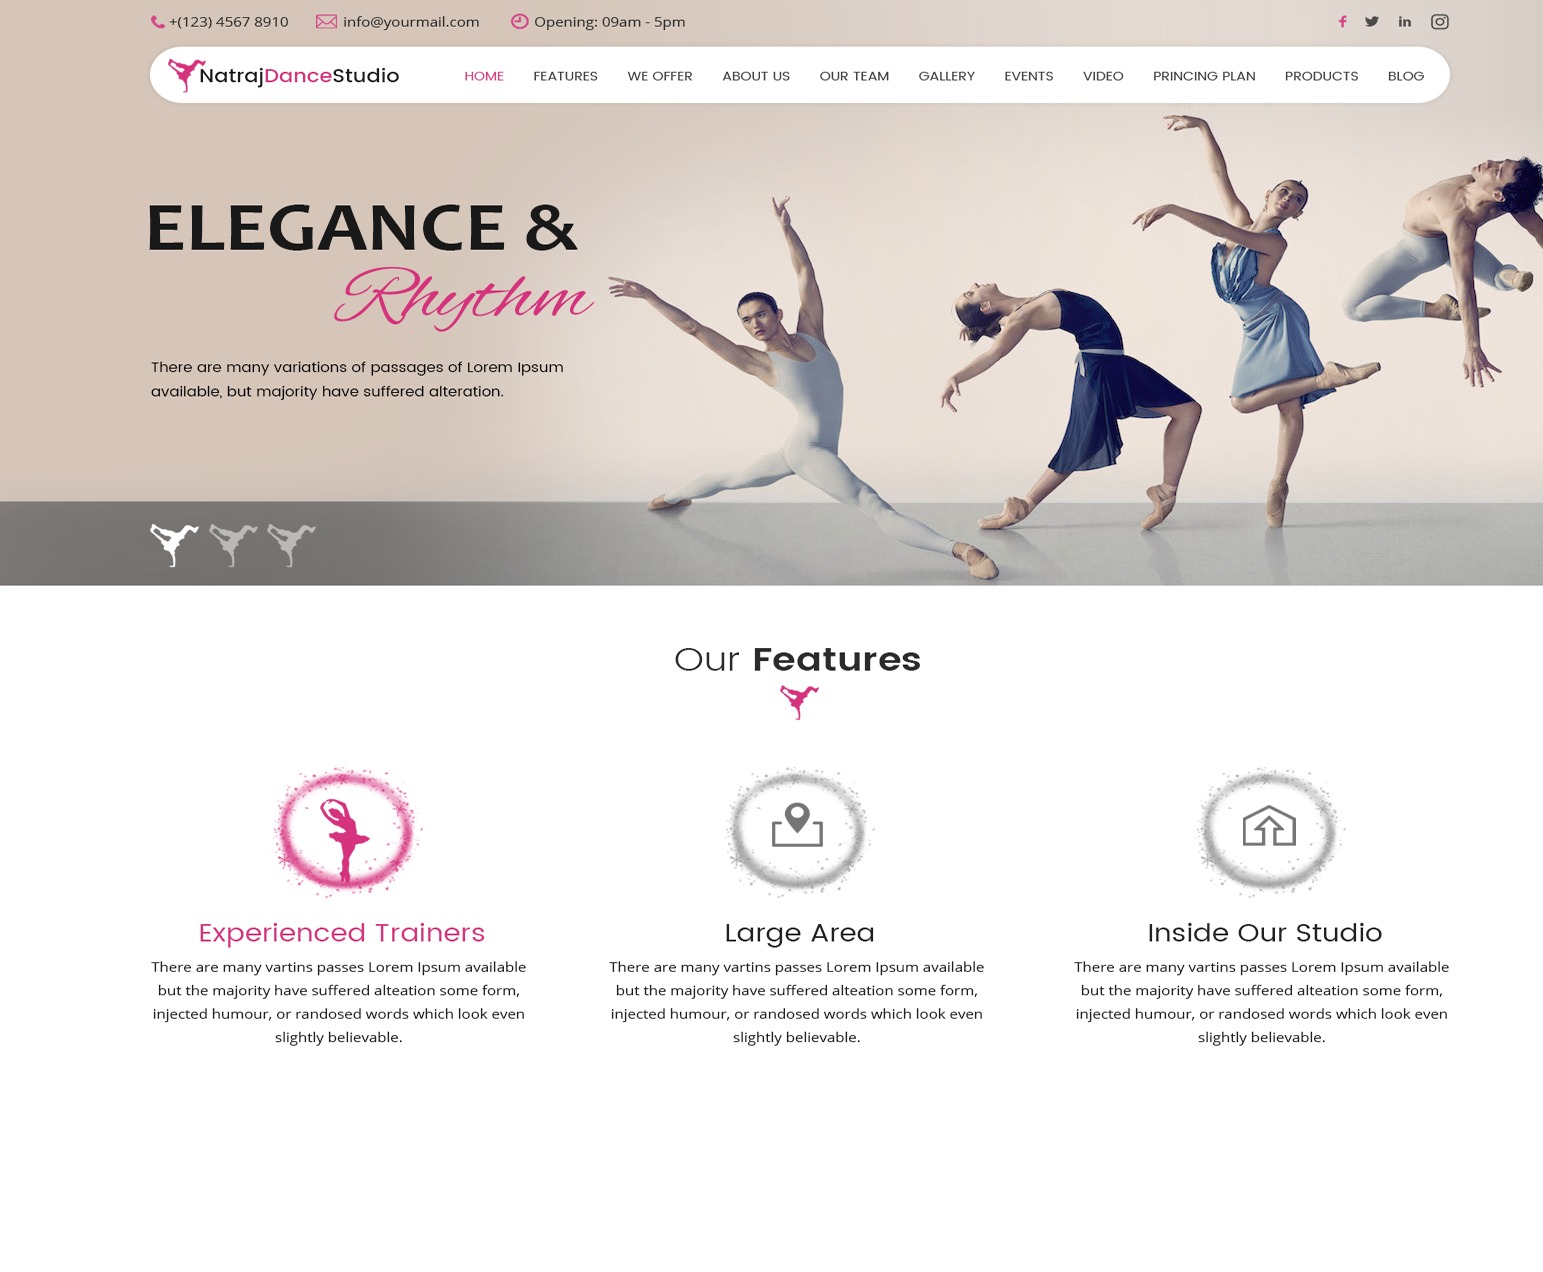 +(123) 4567 8910 info@yourmail.com Opening: 09am - 5pm
NatrajDanceStudio HOME FEATURES WE OFFER ABOUT US OUR TEAM GALLERY EVENTS VIDEO PRINCING PLAN PRODUCTS BLOG
ELEGANCE &
Rhythm
There are many variations of passages of Lorem Ipsum
available, but majority have suffered alteration.
Our Features
Experienced Trainers
There are many vartins passes Lorem Ipsum available
but the majority have suffered alteation some form,
injected humour, or randosed words which look even
slightly believable.
Large Area
There are many vartins passes Lorem Ipsum available
but the majority have suffered alteation some form,
injected humour, or randosed words which look even
slightly believable.
Inside Our Studio
There are many vartins passes Lorem Ipsum available
but the majority have suffered alteation some form,
injected humour, or randosed words which look even
slightly believable.